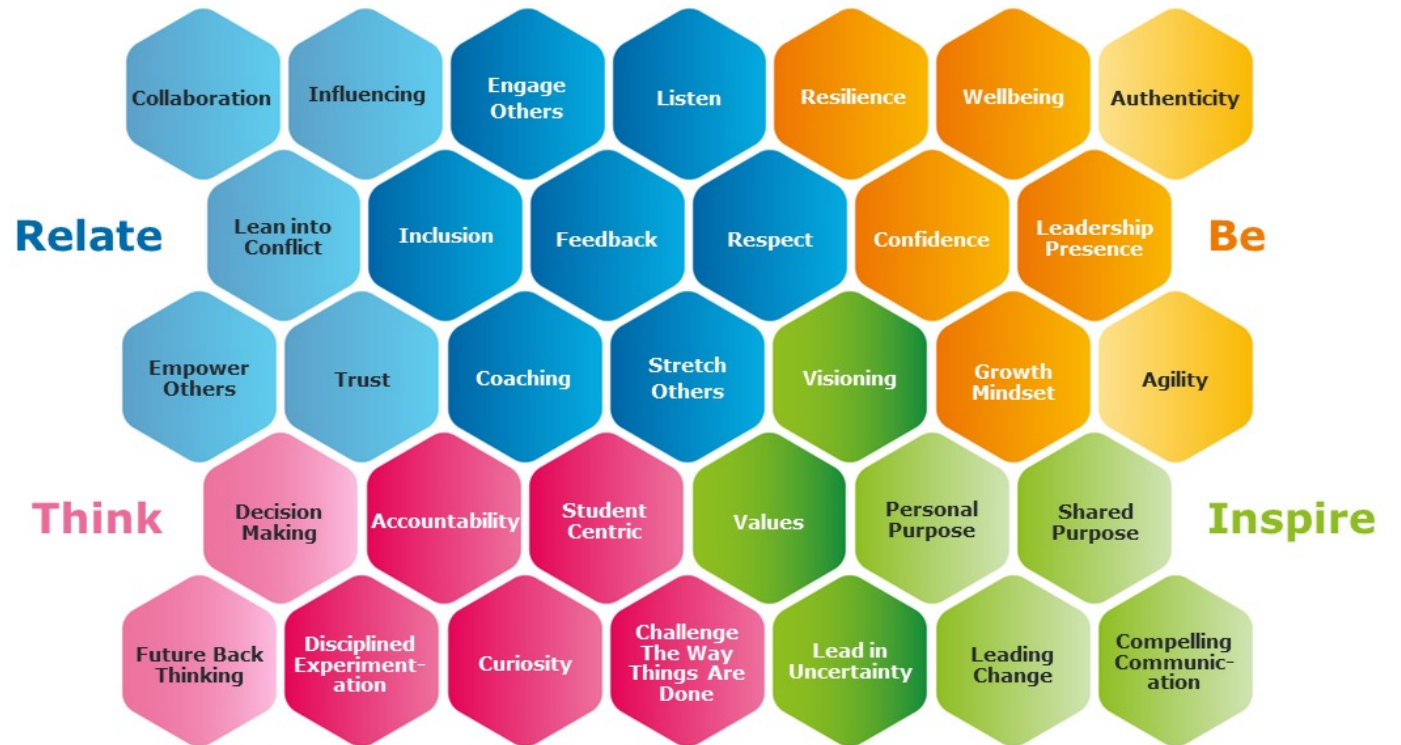 Collaboration
Influencing
Engage
Others
Listen
Resilience
Wellbeing
Authenticity
Relate
Lean into
Conflict
Inclusion
Feedback
Respect
Confidence
Leadership
Presence
Be
Empower
Others
Trust
Coaching
Stretch
Others
Visioning
Growth
Mindset
Agility
Think
Decision
Making
Accountability
Student
Centric
Values
Personal
Purpose
Shared
Purpose
Inspire
Future Back
Thinking
Disciplined
Experiment-
ation
Curiosity
Challenge
The Way
Things Are
Done
Lead in
Uncertainty
Leading
Change
Compelling
Communic-
ation